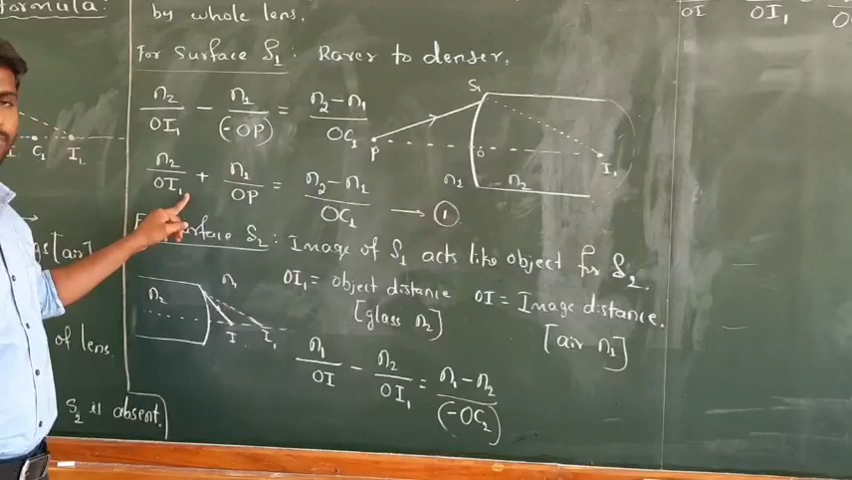 formula:
by whole lens.
For Surface S₁ : Rarer to denser.
n₂/OI₁ - n₁/(-OP) = n₂-n₁/OC₁
n₂/OI₁ + n₁/OP = n₂-n₁/OC₁ → ①
S₁
P
O
I₁
n₁ n₂
C₁ I₁
surface S₂ : Image of S₁ acts like object for S₂.
[air]
n₂ n₁
I I₁
OI₁ = object distance
[glass n₂]
OI = Image distance.
[air n₁]
of lens.
n₁/OI - n₂/OI₁ = n₁-n₂/(-OC₂)
S₂ is absent.
OI OI₁